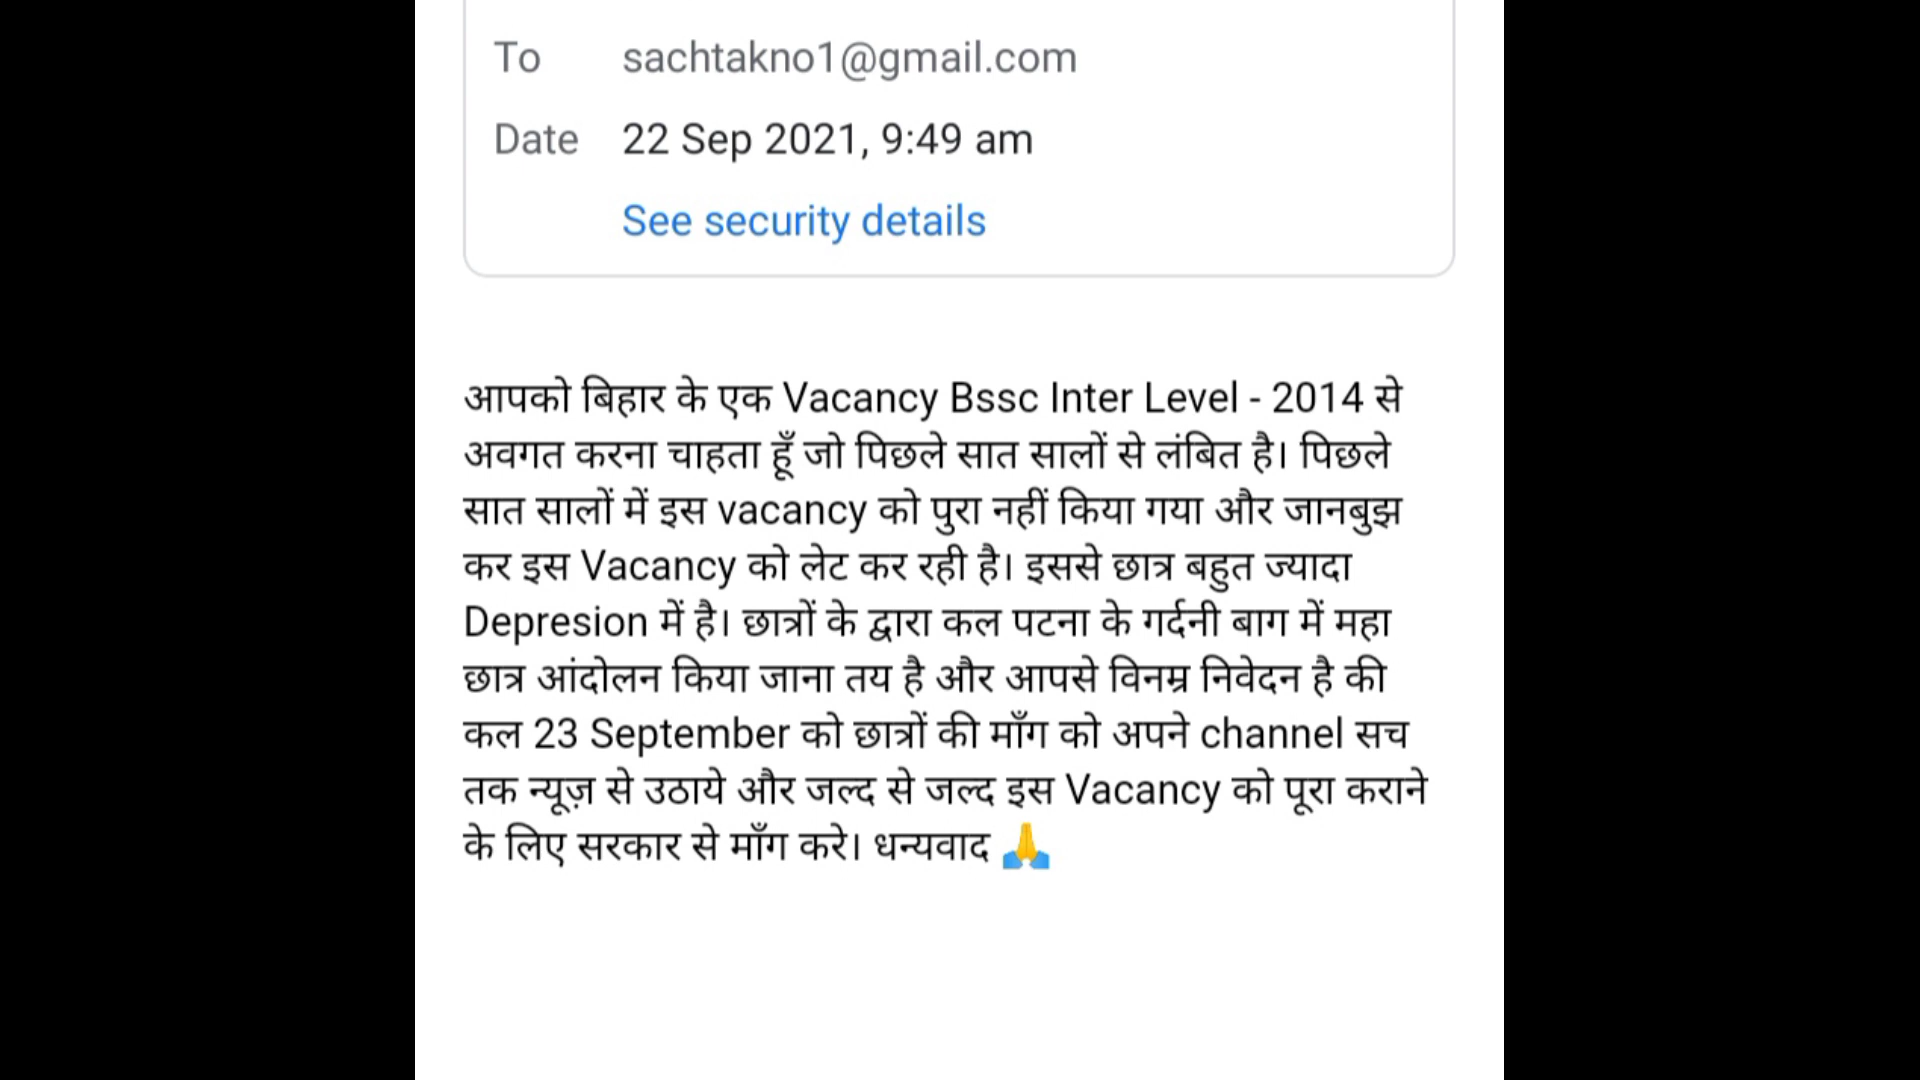 To sachtakno1@gmail.com
Date 22 Sep 2021, 9:49 am
See security details
आपको बिहार के एक Vacancy Bssc Inter Level - 2014 से
अवगत करना चाहता हूँ जो पिछले सात सालों से लंबित है। पिछले
सात सालों में इस vacancy को पुरा नहीं किया गया और जानबुझ
कर इस Vacancy को लेट कर रही है। इससे छात्र बहुत ज्यादा
Depresion में है। छात्रों के द्वारा कल पटना के गर्दनी बाग में महा
छात्र आंदोलन किया जाना तय है और आपसे विनम्र निवेदन है की
कल 23 September को छात्रों की माँग को अपने channel सच
तक न्यूज़ से उठाये और जल्द से जल्द इस Vacancy को पूरा कराने
के लिए सरकार से माँग करे। धन्यवाद 🙏